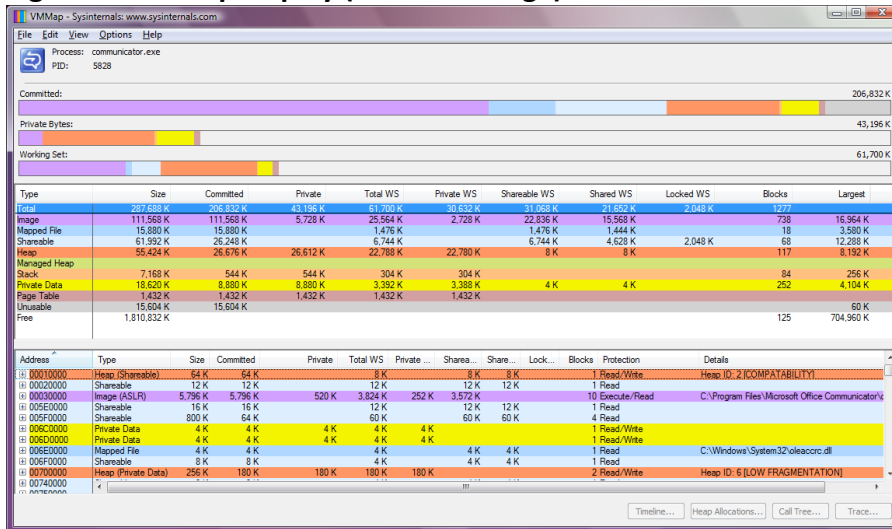 VMMap - Sysinternals: www.sysinternals.com
File Edit View Options Help
Process: communicator.exe
PID: 5828
Committed: 206,832 K
Private Bytes: 43,196 K
Working Set: 61,700 K
Type Size Committed Private Total WS Private WS Shareable WS Shared WS Locked WS Blocks Largest
Total 287,688 K 206,832 K 43,196 K 61,700 K 30,632 K 31,068 K 21,652 K 2,048 K 1277
Image 111,568 K 111,568 K 5,728 K 25,564 K 2,728 K 22,836 K 15,568 K 738 16,964 K
Mapped File 15,880 K 15,880 K 1,476 K 1,476 K 1,444 K 18 3,580 K
Shareable 61,992 K 26,248 K 6,744 K 6,744 K 4,628 K 2,048 K 68 12,288 K
Heap 55,424 K 26,676 K 26,612 K 22,788 K 22,780 K 8 K 8 K 117 8,192 K
Managed Heap
Stack 7,168 K 544 K 544 K 304 K 304 K 84 256 K
Private Data 18,620 K 8,880 K 8,880 K 3,392 K 3,388 K 4 K 4 K 252 4,104 K
Page Table 1,432 K 1,432 K 1,432 K 1,432 K 1,432 K
Unusable 15,604 K 15,604 K 60 K
Free 1,810,832 K 125 704,960 K
Address Type Size Committed Private Total WS Private ... Sharea... Share... Lock... Blocks Protection Details
00010000 Heap (Shareable) 64 K 64 K 8 K 8 K 8 K 1 Read/Write Heap ID: 2 [COMPATABILITY]
00020000 Shareable 12 K 12 K 12 K 12 K 12 K 1 Read
00030000 Image (ASLR) 5,796 K 5,796 K 520 K 3,824 K 252 K 3,572 K 10 Execute/Read C:\Program Files\Microsoft Office Communicator\c
005E0000 Shareable 16 K 16 K 12 K 12 K 12 K 1 Read
005F0000 Shareable 800 K 64 K 60 K 60 K 60 K 4 Read
006C0000 Private Data 4 K 4 K 4 K 4 K 4 K 1 Read/Write
006D0000 Private Data 4 K 4 K 4 K 4 K 4 K 1 Read/Write
006E0000 Mapped File 4 K 4 K 4 K 4 K 4 K 1 Read C:\Windows\System32\oleaccrc.dll
006F0000 Shareable 8 K 8 K 4 K 4 K 4 K 1 Read
00700000 Heap (Private Data) 256 K 180 K 180 K 180 K 180 K 2 Read/Write Heap ID: 6 [LOW FRAGMENTATION]
00740000
00750000
Timeline... Heap Allocations... Call Tree... Trace...